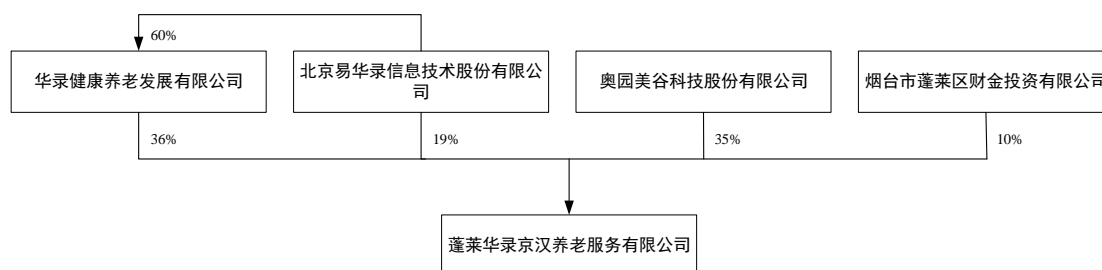 60%
华录健康养老发展有限公司
北京易华录信息技术股份有限公
司
奥园美谷科技股份有限公司
烟台市蓬莱区财金投资有限公司
36%
19%
35%
10%
蓬莱华录京汉养老服务有限公司